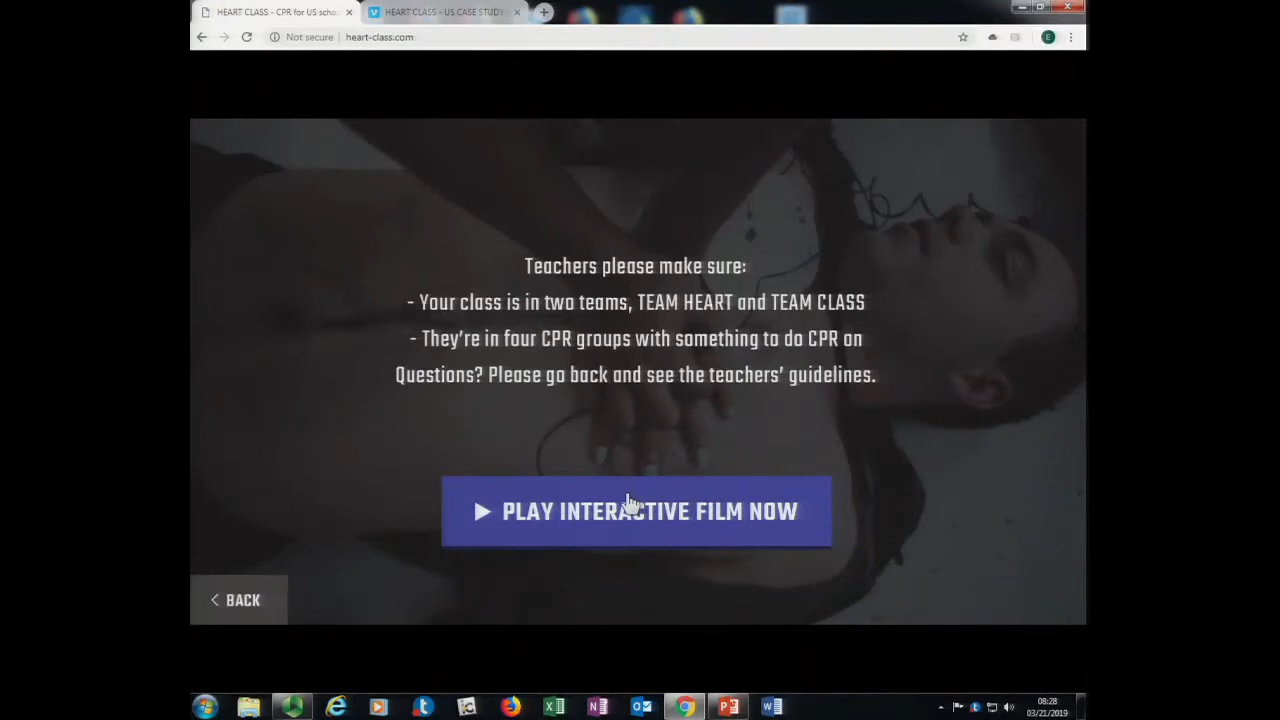 HEART CLASS - CPR for US scho
HEART CLASS - US CASE STUDY
Not secure
heart-class.com
E
Teachers please make sure:
- Your class is in two teams, TEAM HEART and TEAM CLASS
- They're in four CPR groups with something to do CPR on
Questions? Please go back and see the teachers' guidelines.
PLAY INTERACTIVE FILM NOW
BACK
08:28
03/21/2019